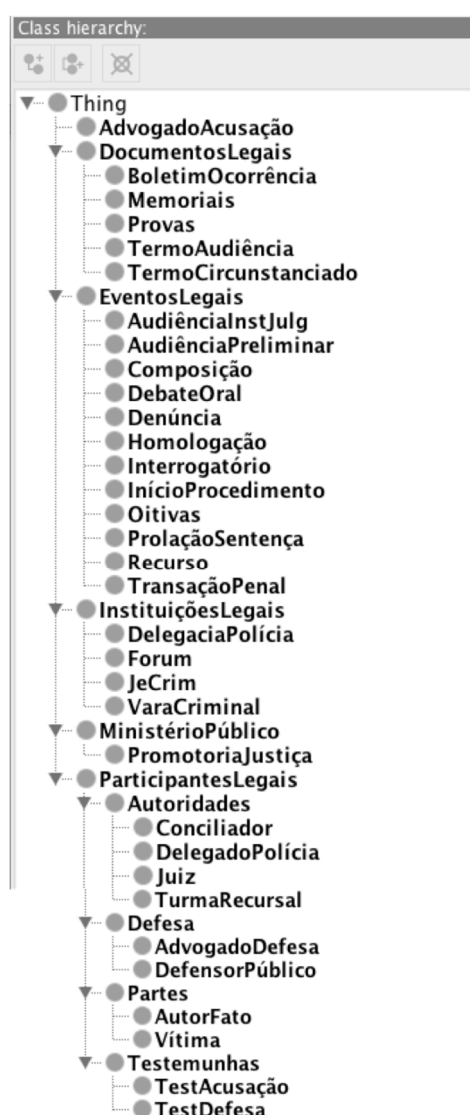 Class hierarchy:
Thing
AdvogadoAcusação
DocumentosLegais
BoletimOcorrência
Memoriais
Provas
TermoAudiência
TermoCircunstanciado
EventosLegais
AudiênciaInstJulg
AudiênciaPreliminar
Composição
DebateOral
Denúncia
Homologação
Interrogatório
InícioProcedimento
Oitivas
ProlaçãoSentença
Recurso
TransaçãoPenal
InstituiçõesLegais
DelegaciaPolícia
Forum
JeCrim
VaraCriminal
MinistérioPúblico
PromotoriaJustiça
ParticipantesLegais
Autoridades
Conciliador
DelegadoPolícia
Juiz
TurmaRecursal
Defesa
AdvogadoDefesa
DefensorPúblico
Partes
AutorFato
Vítima
Testemunhas
TestAcusação
TestDefesa